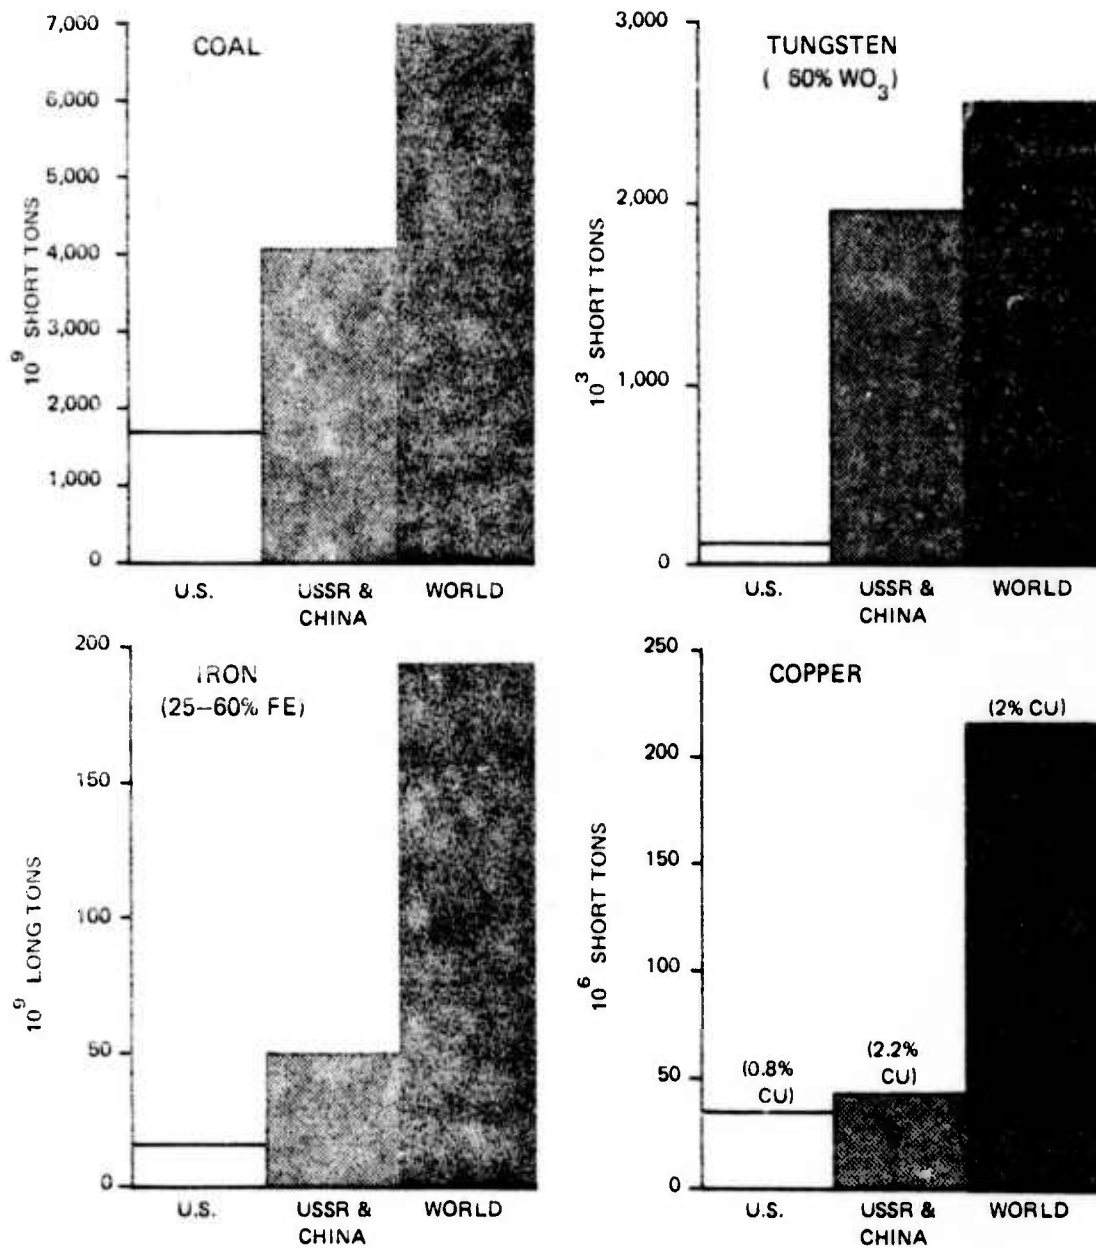 COAL
7,000
6,000
5,000
4,000
3,000
2,000
1,000
0
10^9 SHORT TONS
U.S.
USSR &
CHINA
WORLD
TUNGSTEN
( 60% WO3)
3,000
2,000
1,000
0
10^3 SHORT TONS
U.S.
USSR &
CHINA
WORLD
IRON
(25–60% FE)
200
150
100
50
0
10^9 LONG TONS
U.S.
USSR &
CHINA
WORLD
COPPER
250
200
150
100
50
0
10^6 SHORT TONS
(0.8%
CU)
(2.2%
CU)
(2% CU)
U.S.
USSR &
CHINA
WORLD